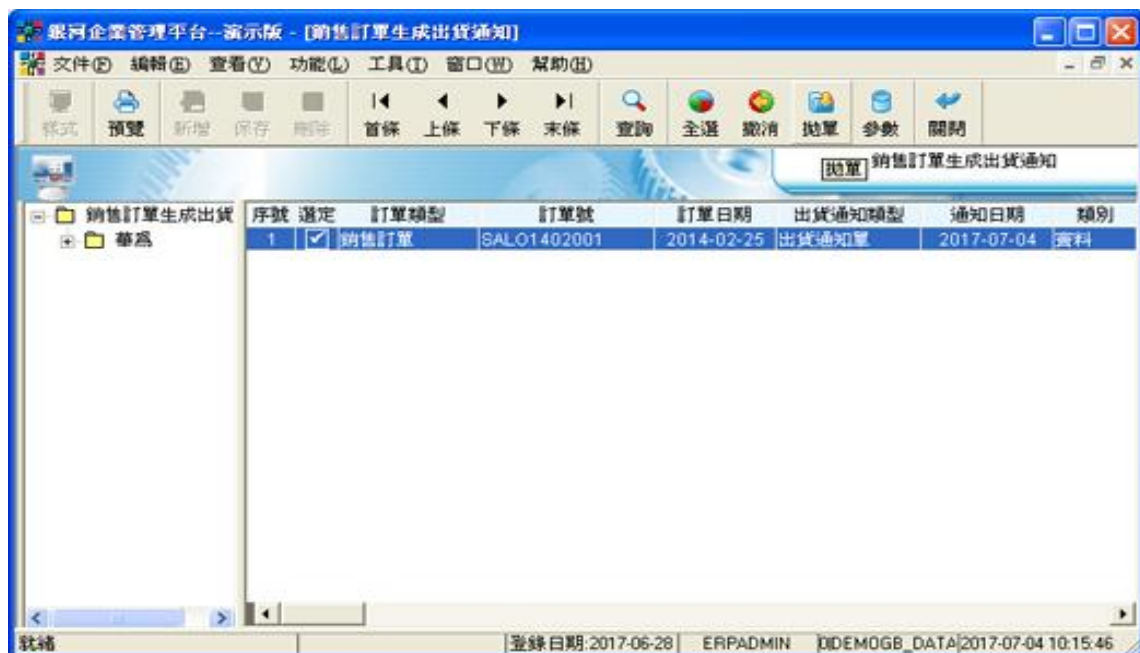 銀河企業管理平台--演示版 - [銷售訂單生成出貨通知]
文件(F) 編輯(E) 查看(V) 功能(L) 工具(I) 窗口(W) 幫助(H)
樣式 預覽 新增 保存 刪除 首條 上條 下條 末條 查詢 全選 撤消 拋單 參數 關閉
拋單 銷售訂單生成出貨通知
銷售訂單生成出貨 序號 選定 訂單類型 訂單號 訂單日期 出貨通知類型 通知日期 類別
華爲 1 銷售訂單 SALO1402001 2014-02-25 出貨通知單 2017-07-04 資料
就緒 登錄日期:2017-06-28 ERPADMIN DEMOGB_DATA 2017-07-04 10:15:46